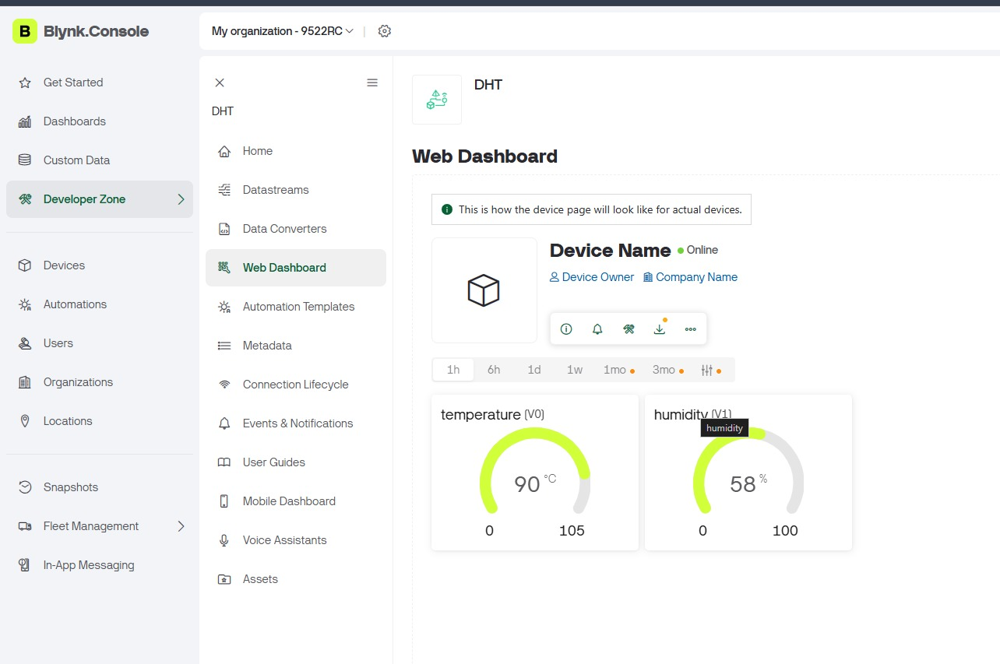 B Blynk.Console
Get Started
Dashboards
Custom Data
Developer Zone
Devices
Automations
Users
Organizations
Locations
Snapshots
Fleet Management
In-App Messaging
My organization - 9522RC
DHT
Home
Datastreams
Data Converters
Web Dashboard
Automation Templates
Metadata
Connection Lifecycle
Events & Notifications
User Guides
Mobile Dashboard
Voice Assistants
Assets
DHT
Web Dashboard
This is how the device page will look like for actual devices.
Device Name Online
Device Owner Company Name
1h 6h 1d 1w 1mo 3mo
temperature (V0)
90 °C
0 105
humidity (V1)
humidity
58 %
0 100